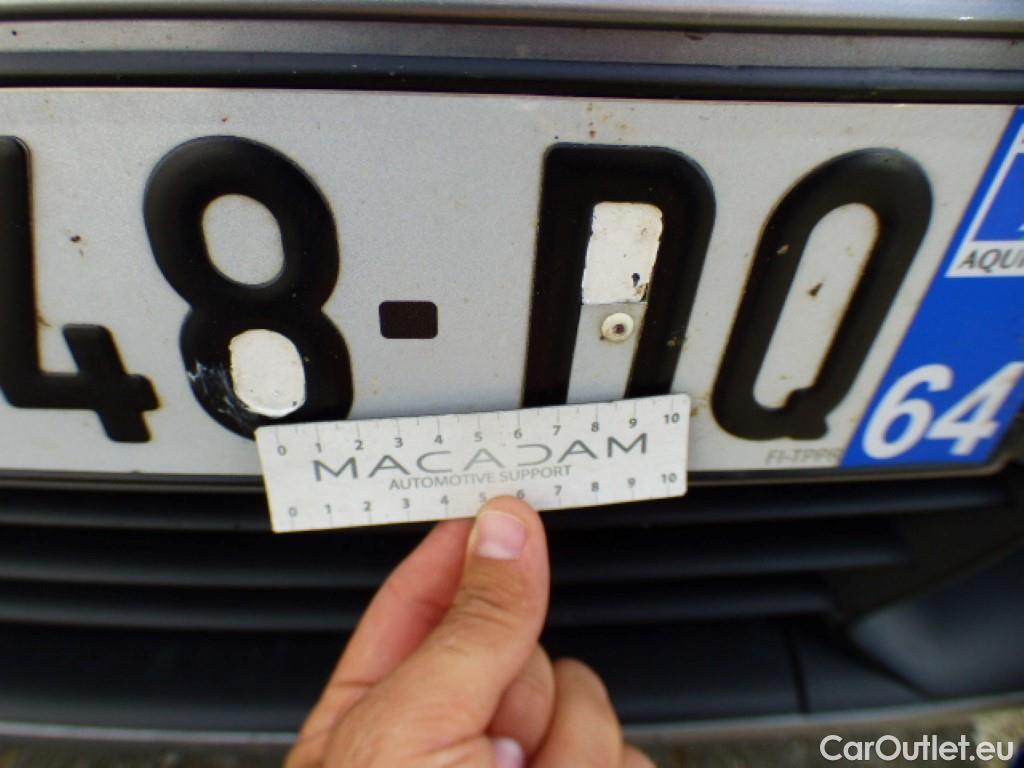 48-DQ
AQUI
64
FI-TPPR
0 1 2 3 4 5 6 7 8 9 10
MACADAM
AUTOMOTIVE SUPPORT
0 1 2 3 4 5 6 7 8 9 10
CarOutlet.eu